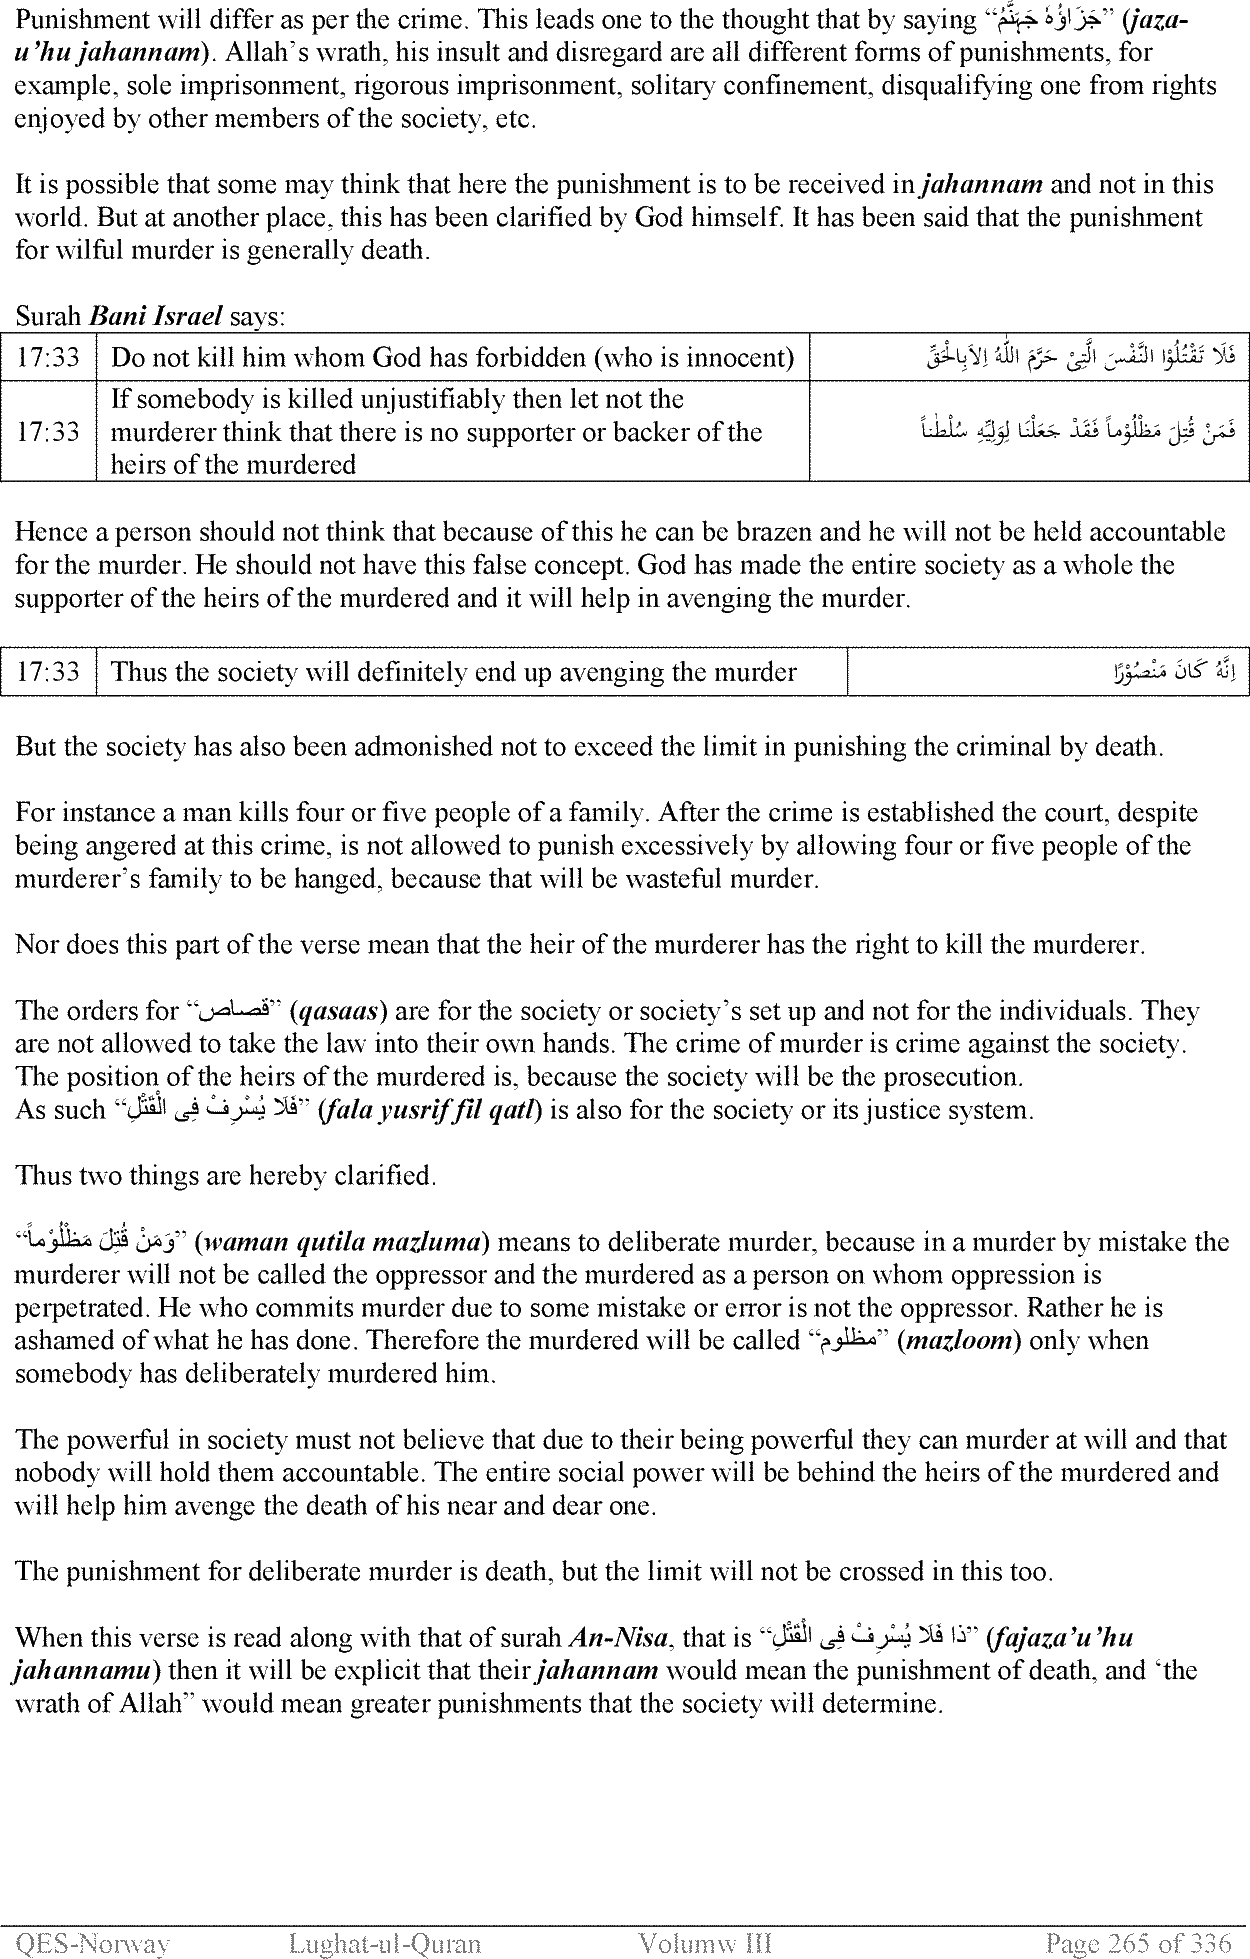 Punishment will differ as per the crime. This leads one to the thought that by saying “جَزَاؤُهٗ جَہَنَّمُ” (jaza-
u’hu jahannam). Allah’s wrath, his insult and disregard are all different forms of punishments, for
example, sole imprisonment, rigorous imprisonment, solitary confinement, disqualifying one from rights
enjoyed by other members of the society, etc.
It is possible that some may think that here the punishment is to be received in jahannam and not in this
world. But at another place, this has been clarified by God himself. It has been said that the punishment
for wilful murder is generally death.
Surah Bani Israel says:
17:33 Do not kill him whom God has forbidden (who is innocent) فَلَا تَقْتُلُوْا النَّفْسَ الَّتِیْ حَرَّمَ اللّٰهُ اِلَابِالْحَقِّ
If somebody is killed unjustifiably then let not the
17:33 murderer think that there is no supporter or backer of the فَمَنْ قُتِلَ مَظْلُوْماً فَقَدْ جَعَلْنَا لِوَلِيِّهٖ سُلْطٰناً
heirs of the murdered
Hence a person should not think that because of this he can be brazen and he will not be held accountable
for the murder. He should not have this false concept. God has made the entire society as a whole the
supporter of the heirs of the murdered and it will help in avenging the murder.
17:33 Thus the society will definitely end up avenging the murder اِنَّهُ كَانَ مَنْصُوْرًا
But the society has also been admonished not to exceed the limit in punishing the criminal by death.
For instance a man kills four or five people of a family. After the crime is established the court, despite
being angered at this crime, is not allowed to punish excessively by allowing four or five people of the
murderer’s family to be hanged, because that will be wasteful murder.
Nor does this part of the verse mean that the heir of the murderer has the right to kill the murderer.
The orders for “قصاص” (qasaas) are for the society or society’s set up and not for the individuals. They
are not allowed to take the law into their own hands. The crime of murder is crime against the society.
The position of the heirs of the murdered is, because the society will be the prosecution.
As such “فَلَا يُسْرِفْ فِی الْقَتْلِ” (fala yusrif fil qatl) is also for the society or its justice system.
Thus two things are hereby clarified.
“وَمَنْ قُتِلَ مَظْلُوْماً” (waman qutila mazluma) means to deliberate murder, because in a murder by mistake the
murderer will not be called the oppressor and the murdered as a person on whom oppression is
perpetrated. He who commits murder due to some mistake or error is not the oppressor. Rather he is
ashamed of what he has done. Therefore the murdered will be called “مظلوم” (mazloom) only when
somebody has deliberately murdered him.
The powerful in society must not believe that due to their being powerful they can murder at will and that
nobody will hold them accountable. The entire social power will be behind the heirs of the murdered and
will help him avenge the death of his near and dear one.
The punishment for deliberate murder is death, but the limit will not be crossed in this too.
When this verse is read along with that of surah An-Nisa, that is “ذا فَلَا يُسْرِفْ فِی الْقَتْلِ” (fajaza’u’hu
jahannamu) then it will be explicit that their jahannam would mean the punishment of death, and ‘the
wrath of Allah” would mean greater punishments that the society will determine.
QES-Norway Lughat-ul-Quran Volumw III Page 265 of 336